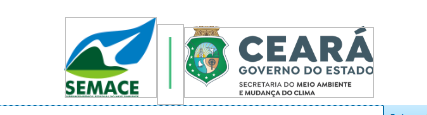 SEMACE
CEARÁ
GOVERNO DO ESTADO
SECRETARIA DO MEIO AMBIENTE
E MUDANÇA DO CLIMA